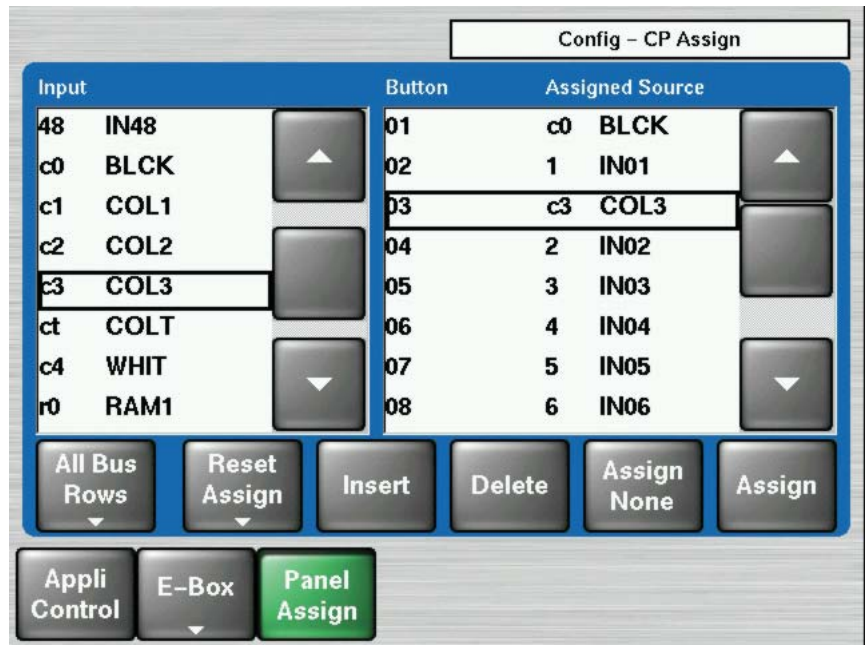 Config – CP Assign
Input
48 IN48
c0 BLCK
c1 COL1
c2 COL2
c3 COL3
ct COLT
c4 WHIT
r0 RAM1
Button Assigned Source
01 c0 BLCK
02 1 IN01
03 c3 COL3
04 2 IN02
05 3 IN03
06 4 IN04
07 5 IN05
08 6 IN06
All Bus
Rows
Reset
Assign
Insert
Delete
Assign
None
Assign
Appli
Control
E–Box
Panel
Assign